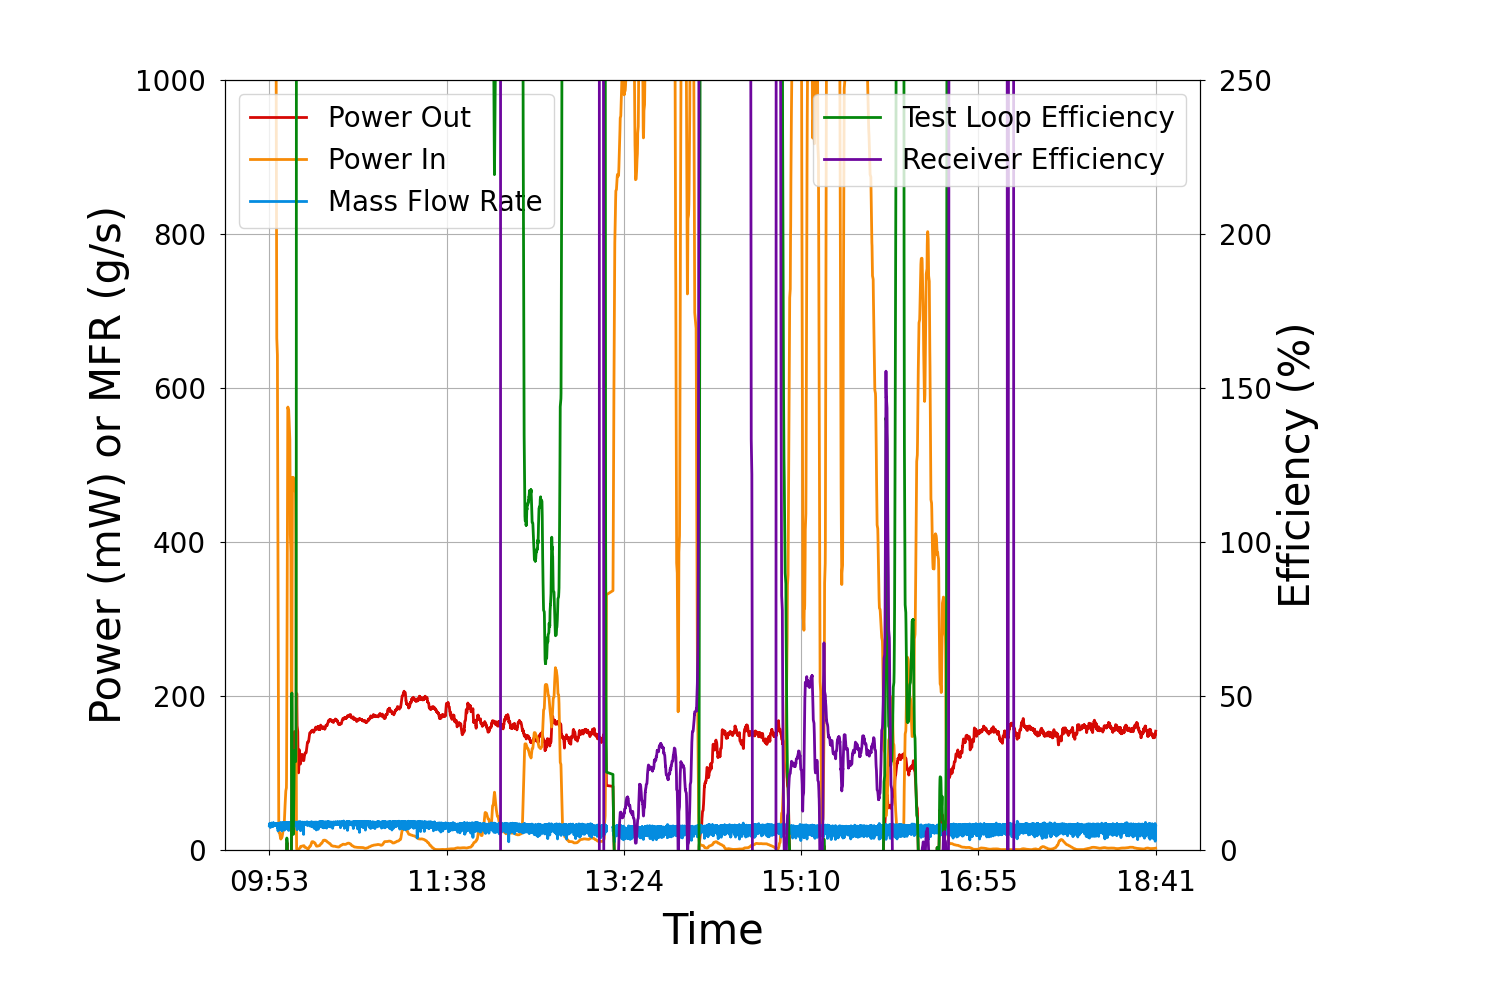 1000
800
600
400
200
0
Power (mW) or MFR (g/s)
Power Out
Power In
Mass Flow Rate
Test Loop Efficiency
Receiver Efficiency
250
200
150
100
50
0
Efficiency (%)
09:53 11:38 13:24 15:10 16:55 18:41
Time